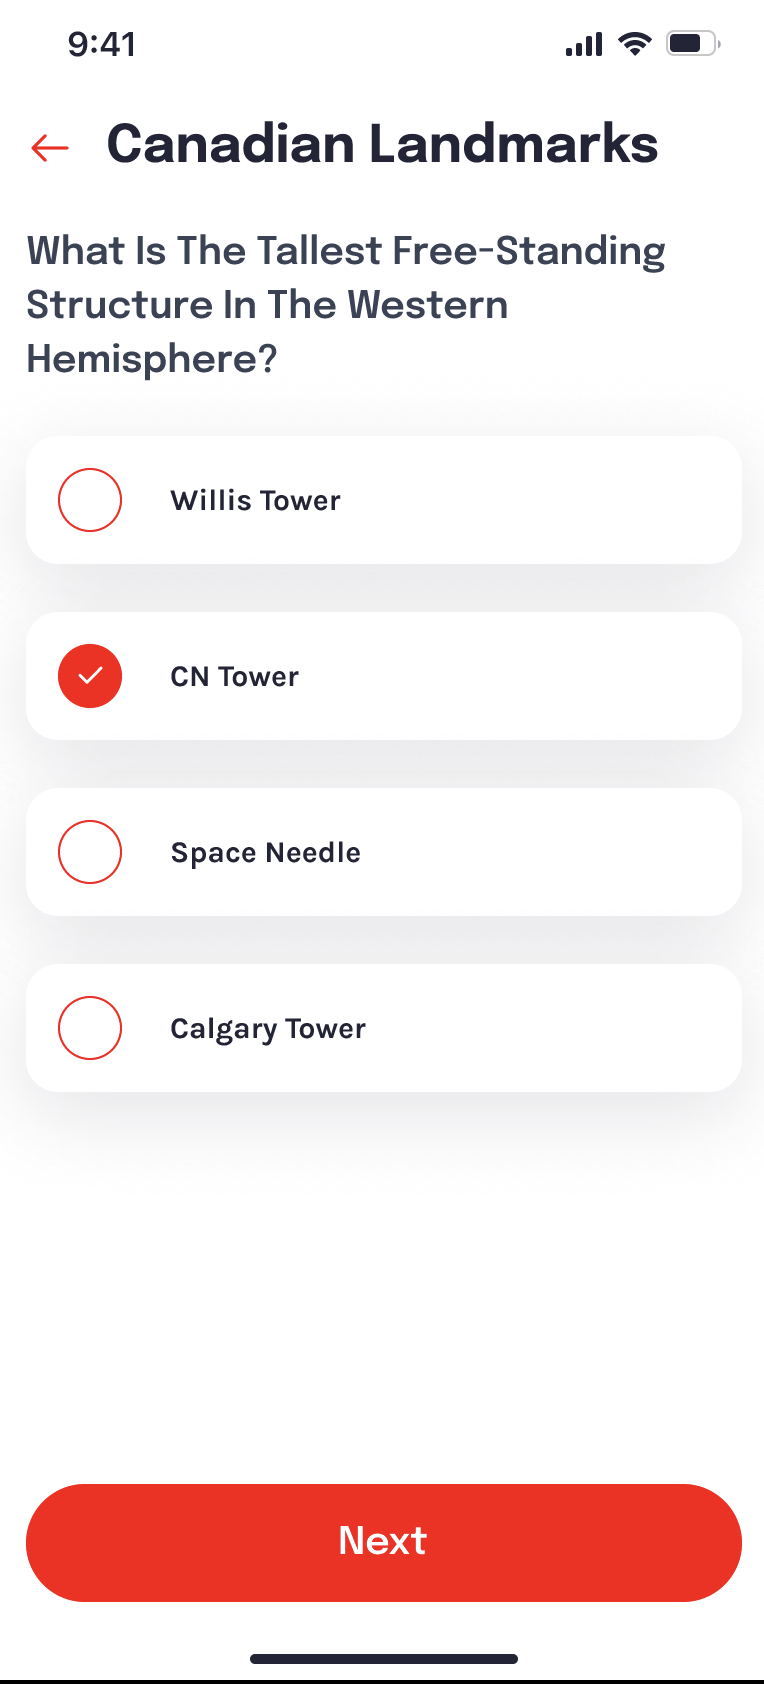 9:41
Canadian Landmarks
What Is The Tallest Free-Standing
Structure In The Western
Hemisphere?
Willis Tower
CN Tower
Space Needle
Calgary Tower
Next